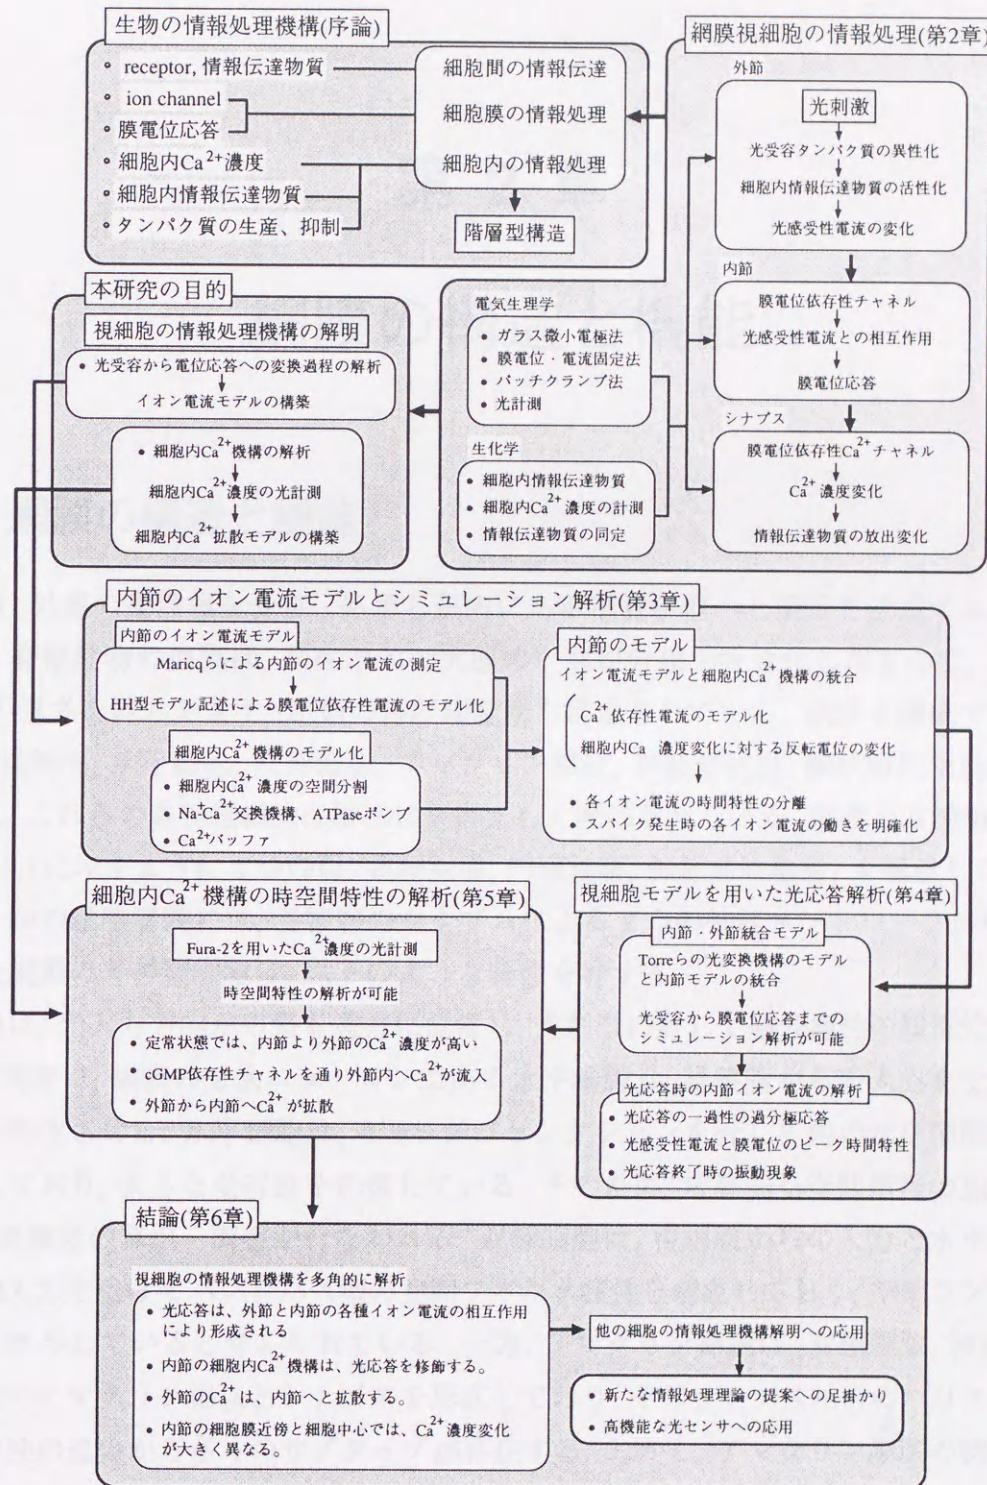 生物の情報処理機構(序論)
receptor, 情報伝達物質
細胞間の情報伝達
ion channel
細胞膜の情報処理
膜電位応答
細胞内Ca2+濃度
細胞内の情報処理
細胞内情報伝達物質
タンパク質の生産、抑制
階層型構造
網膜視細胞の情報処理(第2章)
外節
光刺激
光受容タンパク質の異性化
細胞内情報伝達物質の活性化
光感受性電流の変化
内節
膜電位依存性チャネル
光感受性電流との相互作用
膜電位応答
シナプス
膜電位依存性Ca2+チャネル
Ca2+濃度変化
情報伝達物質の放出変化
電気生理学
ガラス微小電極法
膜電位・電流固定法
パッチクランプ法
光計測
生化学
細胞内情報伝達物質
細胞内Ca2+濃度の計測
情報伝達物質の同定
本研究の目的
視細胞の情報処理機構の解明
光受容から電位応答への変換過程の解析
イオン電流モデルの構築
細胞内Ca2+機構の解析
細胞内Ca2+濃度の光計測
細胞内Ca2+拡散モデルの構築
内節のイオン電流モデルとシミュレーション解析(第3章)
内節のイオン電流モデル
Maricqらによる内節のイオン電流の測定
HH型モデル記述による膜電位依存性電流のモデル化
細胞内Ca2+機構のモデル化
細胞内Ca2+濃度の空間分割
Na+-Ca2+交換機構、ATPaseポンプ
Ca2+バッファ
内節のモデル
イオン電流モデルと細胞内Ca2+機構の統合
Ca2+依存性電流のモデル化
細胞内Ca 濃度変化に対する反転電位の変化
各イオン電流の時間特性の分離
スパイク発生時の各イオン電流の働きを明確化
視細胞モデルを用いた光応答解析(第4章)
内節・外節統合モデル
Torreらの光変換機構のモデル
と内節モデルの統合
光受容から膜電位応答までの
シミュレーション解析が可能
光応答時の内節イオン電流の解析
光応答の一過性の過分極応答
光感受性電流と膜電位のピーク時間特性
光応答終了時の振動現象
細胞内Ca2+機構の時空間特性の解析(第5章)
Fura-2を用いたCa2+濃度の光計測
時空間特性の解析が可能
定常状態では、内節より外節のCa2+濃度が高い
cGMP依存性チャネルを通り外節内へCa2+が流入
外節から内節へCa2+が拡散
結論(第6章)
視細胞の情報処理機構を多角的に解析
光応答は、外節と内節の各種イオン電流の相互作用
により形成される
内節の細胞内Ca2+機構は、光応答を修飾する。
外節のCa2+は、内節へと拡散する。
内節の細胞膜近傍と細胞中心では、Ca2+濃度変化
が大きく異なる。
他の細胞の情報処理機構解明への応用
新たな情報処理理論の提案への足掛かり
高機能な光センサへの応用